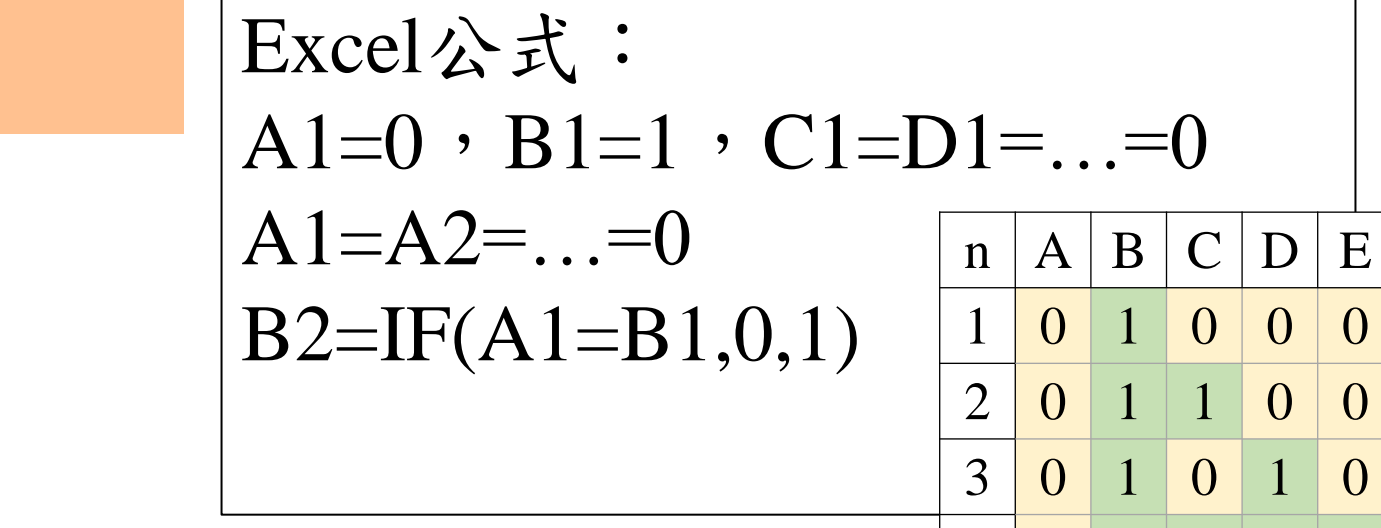 Excel公式：
A1=0，B1=1，C1=D1=…=0
A1=A2=…=0
B2=IF(A1=B1,0,1)
n A B C D E
1 0 1 0 0 0
2 0 1 1 0 0
3 0 1 0 1 0